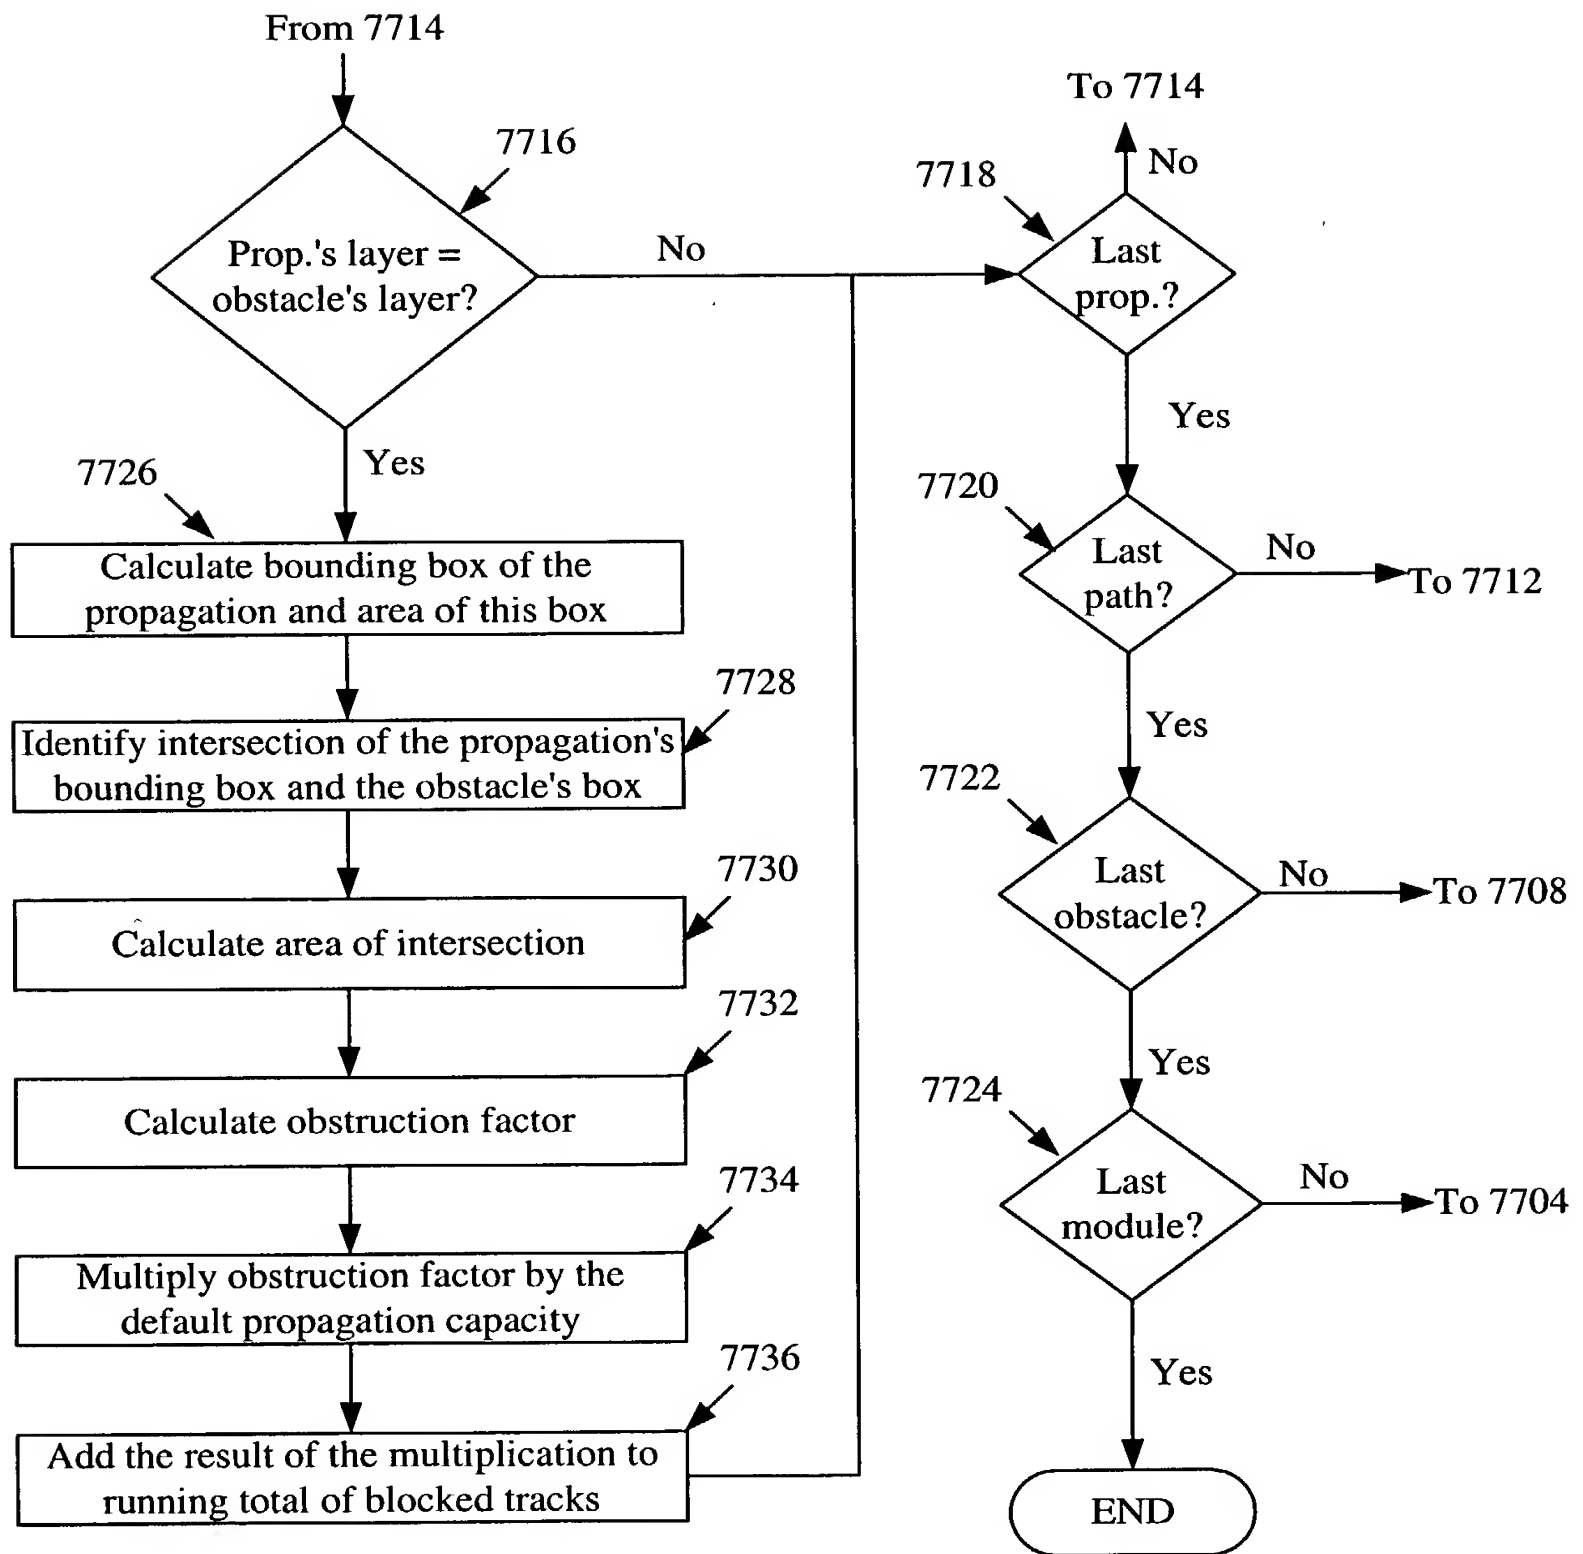 From 7714
7716
Prop.'s layer =
obstacle's layer?
No
Yes
7726
Calculate bounding box of the
propagation and area of this box
7728
Identify intersection of the propagation's
bounding box and the obstacle's box
7730
Calculate area of intersection
7732
Calculate obstruction factor
7734
Multiply obstruction factor by the
default propagation capacity
7736
Add the result of the multiplication to
running total of blocked tracks
To 7714
No
7718
Last
prop.?
Yes
7720
Last
path?
No
To 7712
Yes
7722
Last
obstacle?
No
To 7708
Yes
7724
Last
module?
No
To 7704
Yes
END